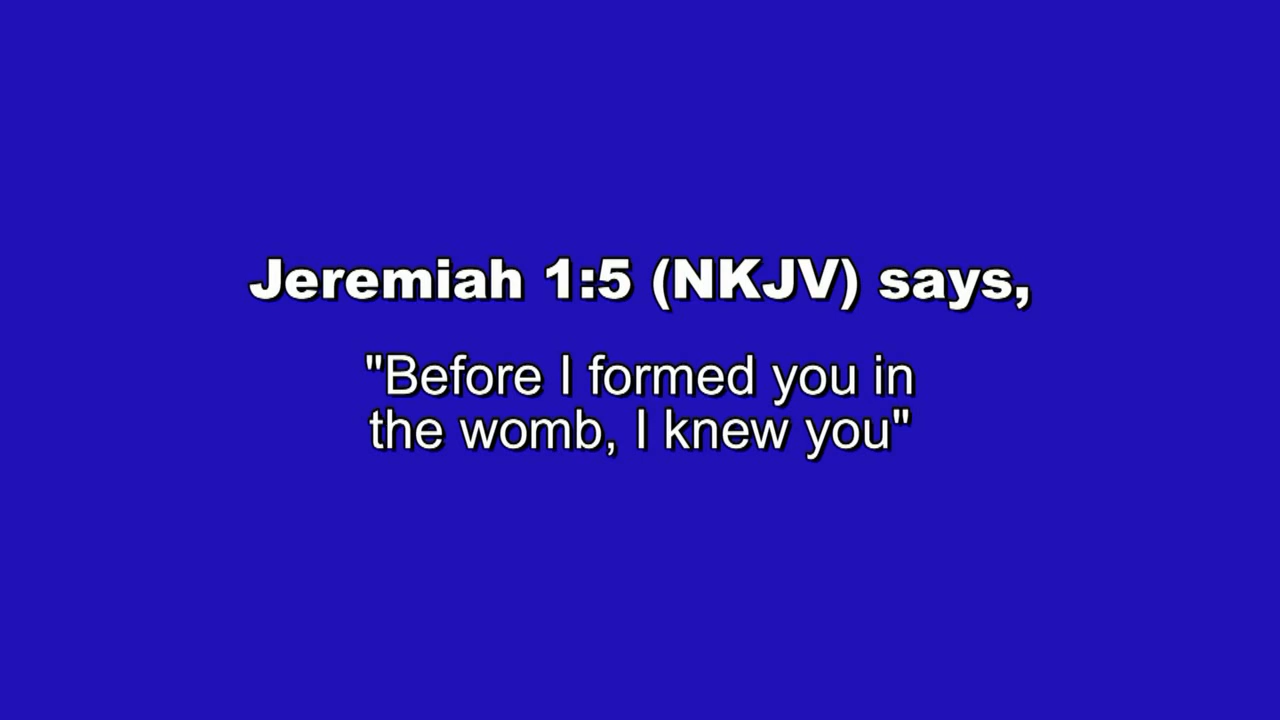 Jeremiah 1:5 (NKJV) says,
"Before I formed you in
the womb, I knew you"